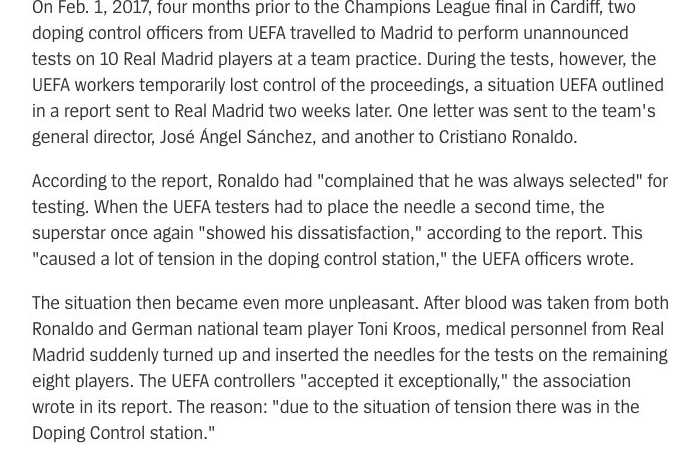 On Feb. 1, 2017, four months prior to the Champions League final in Cardiff, two
doping control officers from UEFA travelled to Madrid to perform unannounced
tests on 10 Real Madrid players at a team practice. During the tests, however, the
UEFA workers temporarily lost control of the proceedings, a situation UEFA outlined
in a report sent to Real Madrid two weeks later. One letter was sent to the team's
general director, José Ángel Sánchez, and another to Cristiano Ronaldo.
According to the report, Ronaldo had "complained that he was always selected" for
testing. When the UEFA testers had to place the needle a second time, the
superstar once again "showed his dissatisfaction," according to the report. This
"caused a lot of tension in the doping control station," the UEFA officers wrote.
The situation then became even more unpleasant. After blood was taken from both
Ronaldo and German national team player Toni Kroos, medical personnel from Real
Madrid suddenly turned up and inserted the needles for the tests on the remaining
eight players. The UEFA controllers "accepted it exceptionally," the association
wrote in its report. The reason: "due to the situation of tension there was in the
Doping Control station."